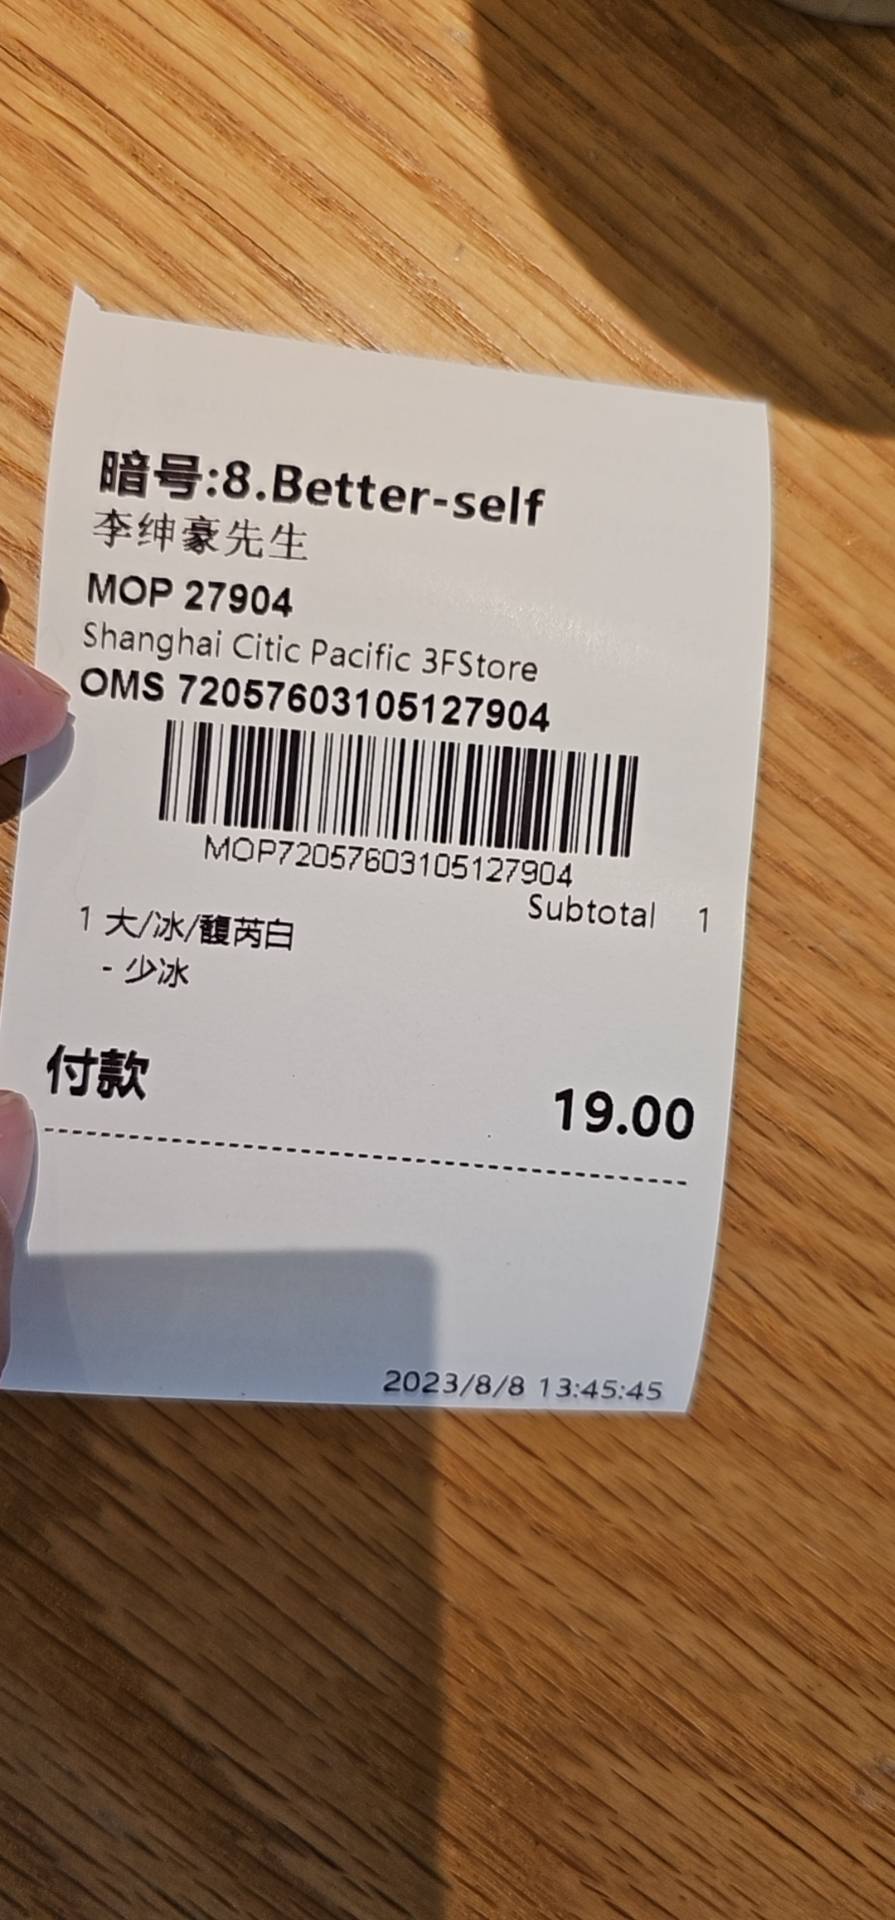 暗号:8.Better-self
李绅豪先生
MOP 27904
Shanghai Citic Pacific 3FStore
OMS 72057603105127904
MOP72057603105127904
Subtotal 1
1 大/冰/馥芮白
- 少冰
付款 19.00
2023/8/8 13:45:45